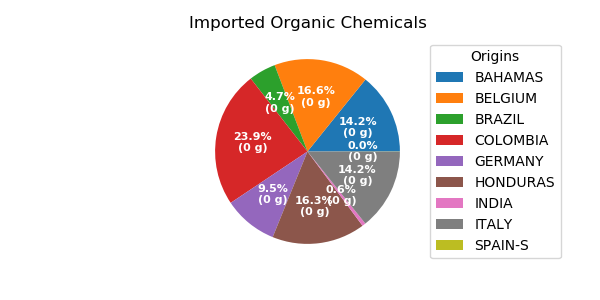 Imported Organic Chemicals
14.2%
(0 g)
16.6%
(0 g)
4.7%
(0 g)
23.9%
(0 g)
9.5%
(0 g)
16.3%
(0 g)
0.6%
(0 g)
14.2%
(0 g)
0.0%
(0 g)
Origins
BAHAMAS
BELGIUM
BRAZIL
COLOMBIA
GERMANY
HONDURAS
INDIA
ITALY
SPAIN-S